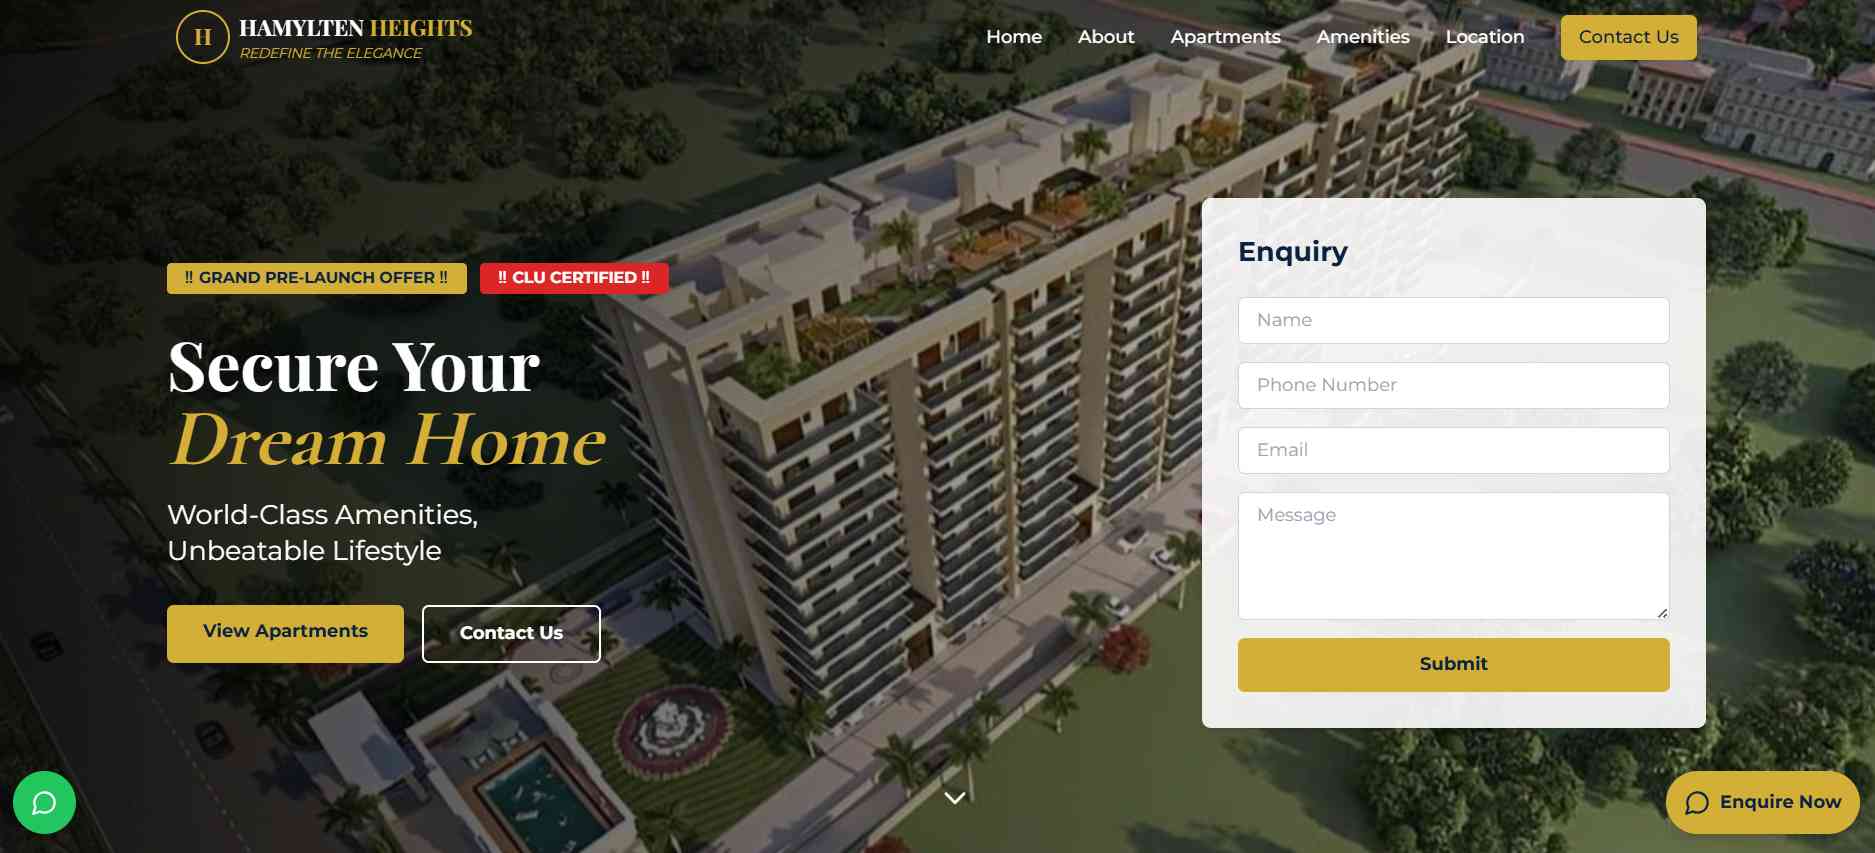 H
HAMYLTEN HEIGHTS
REDEFINE THE ELEGANCE
Home
About
Apartments
Amenities
Location
Contact Us
‼ GRAND PRE-LAUNCH OFFER ‼
‼ CLU CERTIFIED ‼
Secure Your
Dream Home
World-Class Amenities,
Unbeatable Lifestyle
View Apartments
Contact Us
Enquiry
Name
Phone Number
Email
Message
Submit
Enquire Now